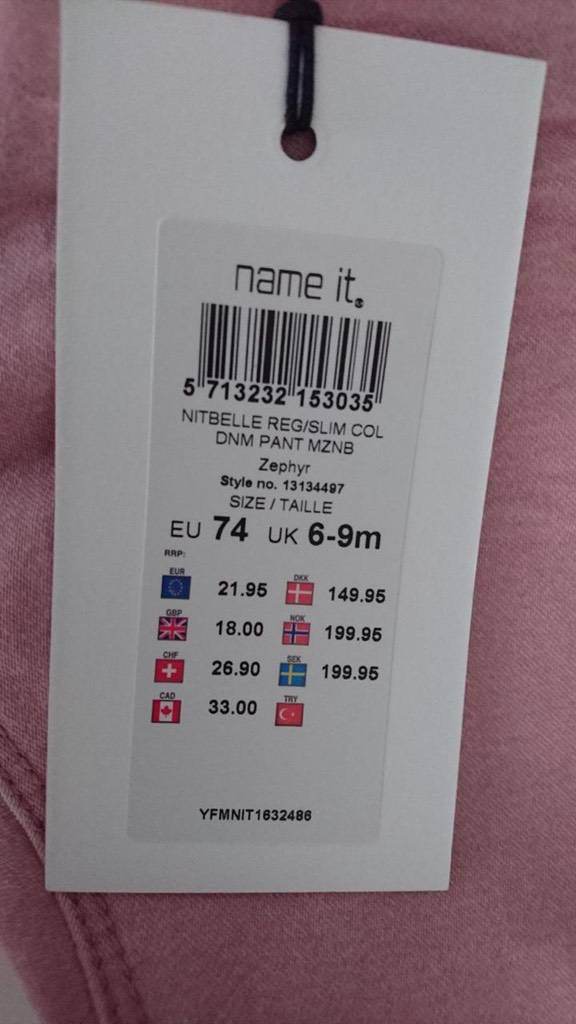 name it.
5 713232 153035
NITBELLE REG/SLIM COL
DNM PANT MZNB
Zephyr
Style no. 13134497
SIZE / TAILLE
EU 74 UK 6-9m
RRP:
EUR 21.95 DKK 149.95
GBP 18.00 NOK 199.95
CHF 26.90 SEK 199.95
CAD 33.00 TRY
YFMNIT1632486